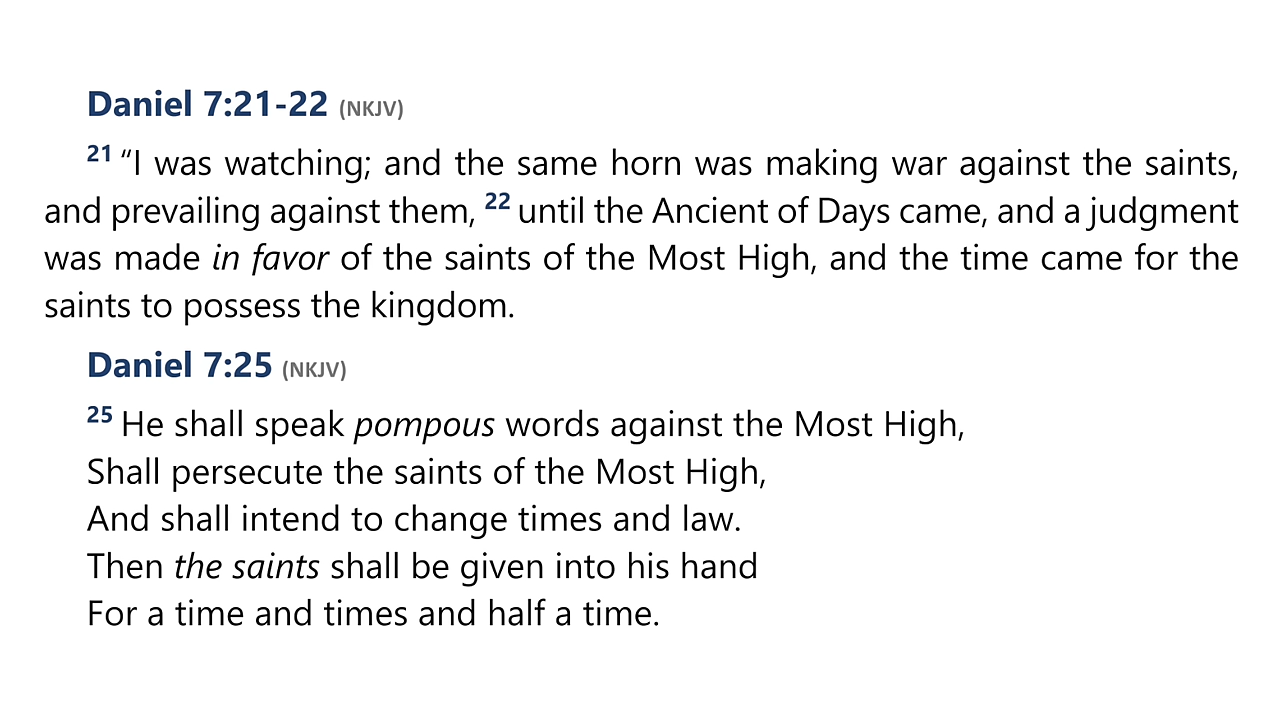 Daniel 7:21-22 (NKJV)
21 “I was watching; and the same horn was making war against the saints,
and prevailing against them, 22 until the Ancient of Days came, and a judgment
was made in favor of the saints of the Most High, and the time came for the
saints to possess the kingdom.
Daniel 7:25 (NKJV)
25 He shall speak pompous words against the Most High,
Shall persecute the saints of the Most High,
And shall intend to change times and law.
Then the saints shall be given into his hand
For a time and times and half a time.